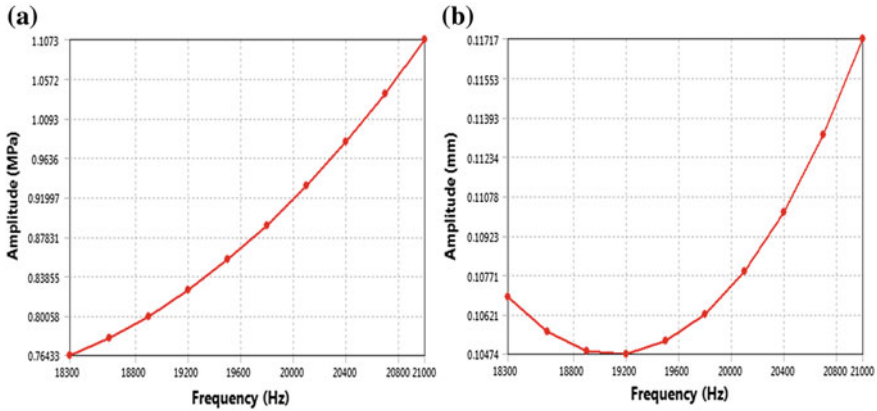 (a)
Amplitude (MPa)
1.1073
1.0572
1.0093
0.9636
0.91997
0.87831
0.83855
0.80058
0.76433
18300 18800 19200 19600 20000 20400 20800 21000
Frequency (Hz)
(b)
Amplitude (mm)
0.11717
0.11553
0.11393
0.11234
0.11078
0.10923
0.10771
0.10621
0.10474
18300 18800 19200 19600 20000 20400 20800 21000
Frequency (Hz)